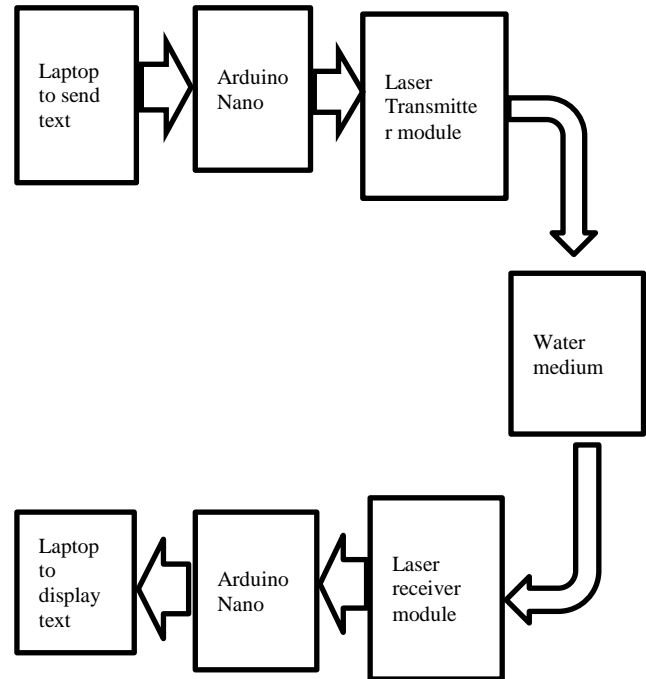 Laptop
to send
text
Arduino
Nano
Laser
Transmitte
r module
Water
medium
Laser
receiver
module
Arduino
Nano
Laptop
to
display
text